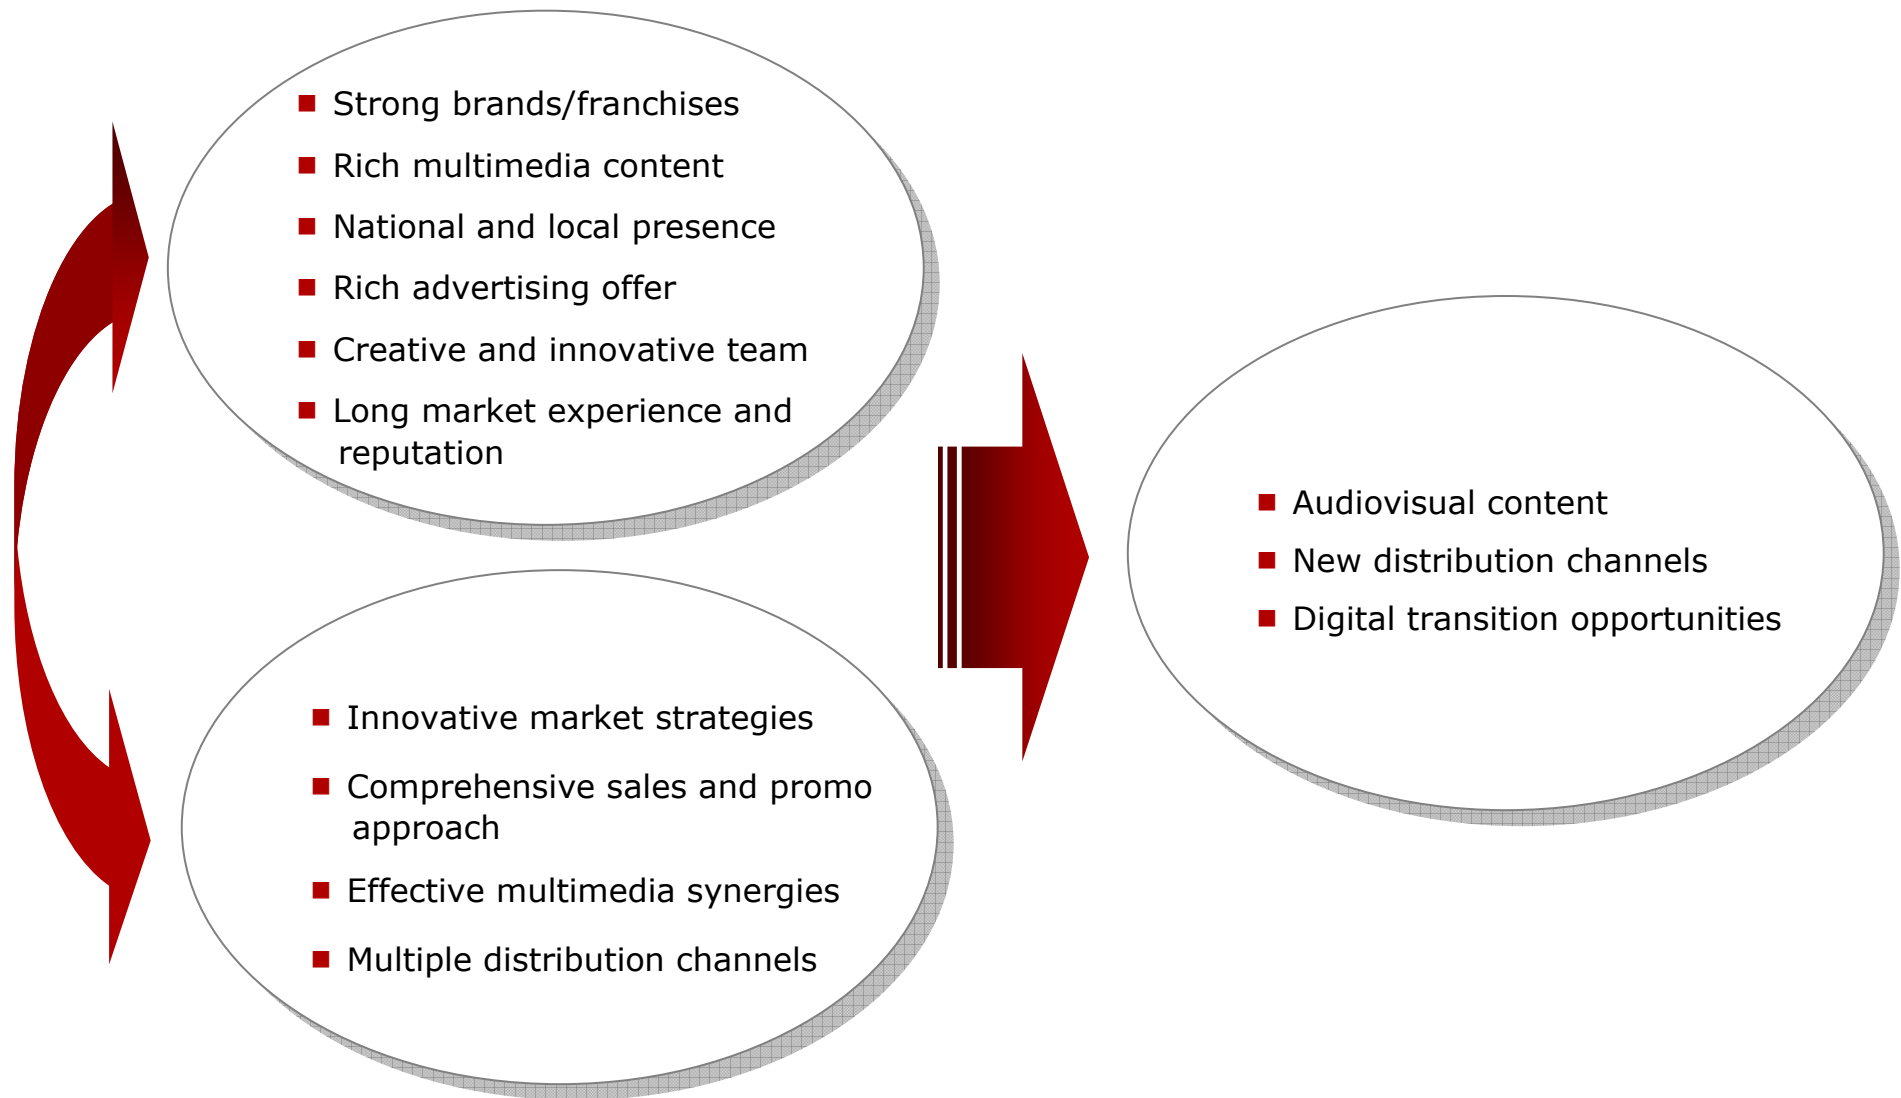 Strong brands/franchises
Rich multimedia content
National and local presence
Rich advertising offer
Creative and innovative team
Long market experience and
reputation
Innovative market strategies
Comprehensive sales and promo
approach
Effective multimedia synergies
Multiple distribution channels
Audiovisual content
New distribution channels
Digital transition opportunities